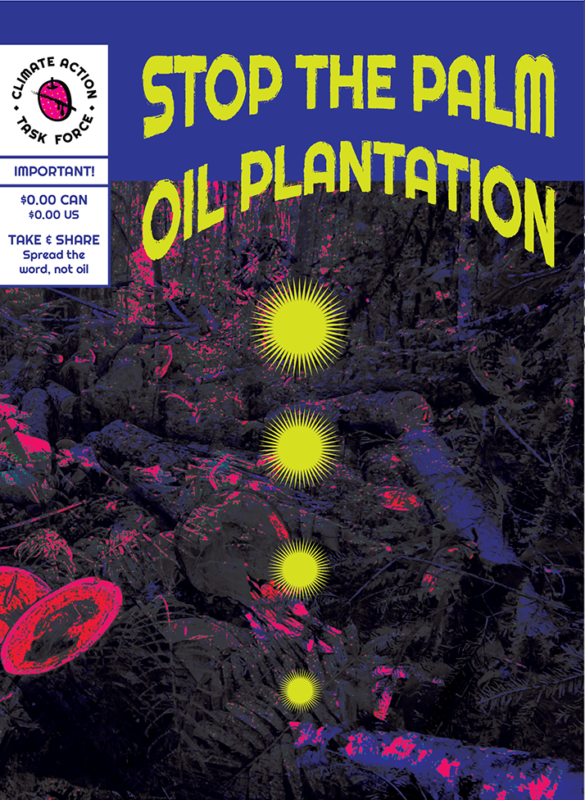 CLIMATE ACTION
TASK FORCE
IMPORTANT!
$0.00 CAN
$0.00 US
TAKE & SHARE
Spread the
word, not oil
STOP THE PALM
OIL PLANTATION